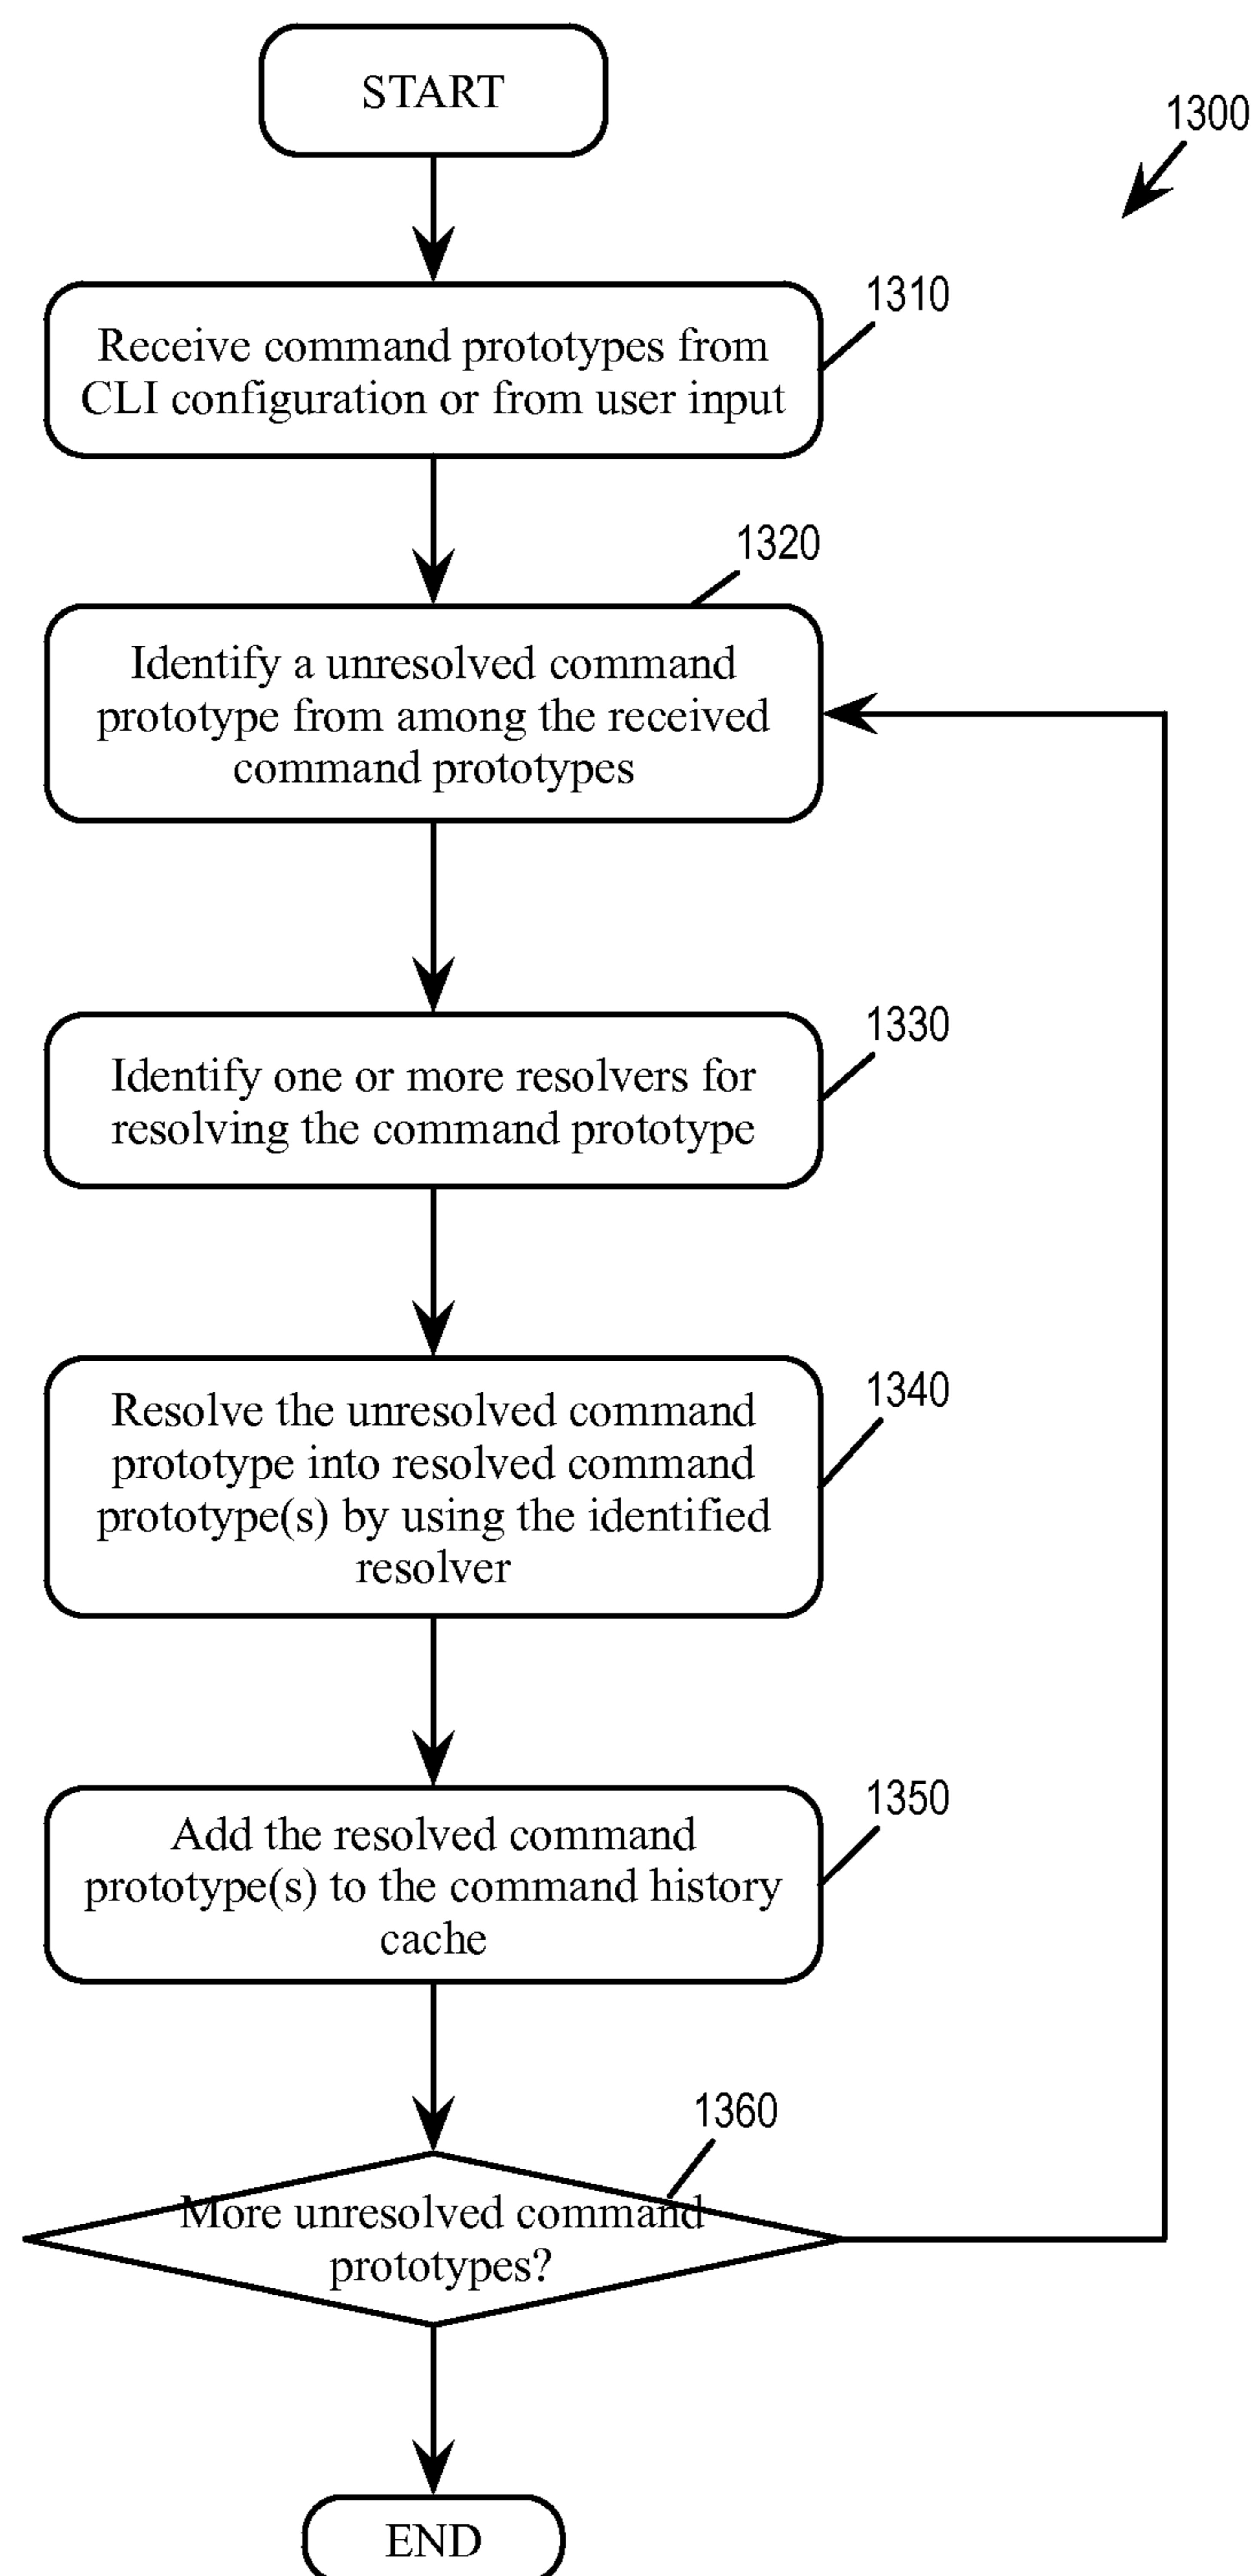 START
1300
1310
Receive command prototypes from
CLI configuration or from user input
1320
Identify a unresolved command
prototype from among the received
command prototypes
1330
Identify one or more resolvers for
resolving the command prototype
1340
Resolve the unresolved command
prototype into resolved command
prototype(s) by using the identified
resolver
1350
Add the resolved command
prototype(s) to the command history
cache
1360
More unresolved command
prototypes?
END